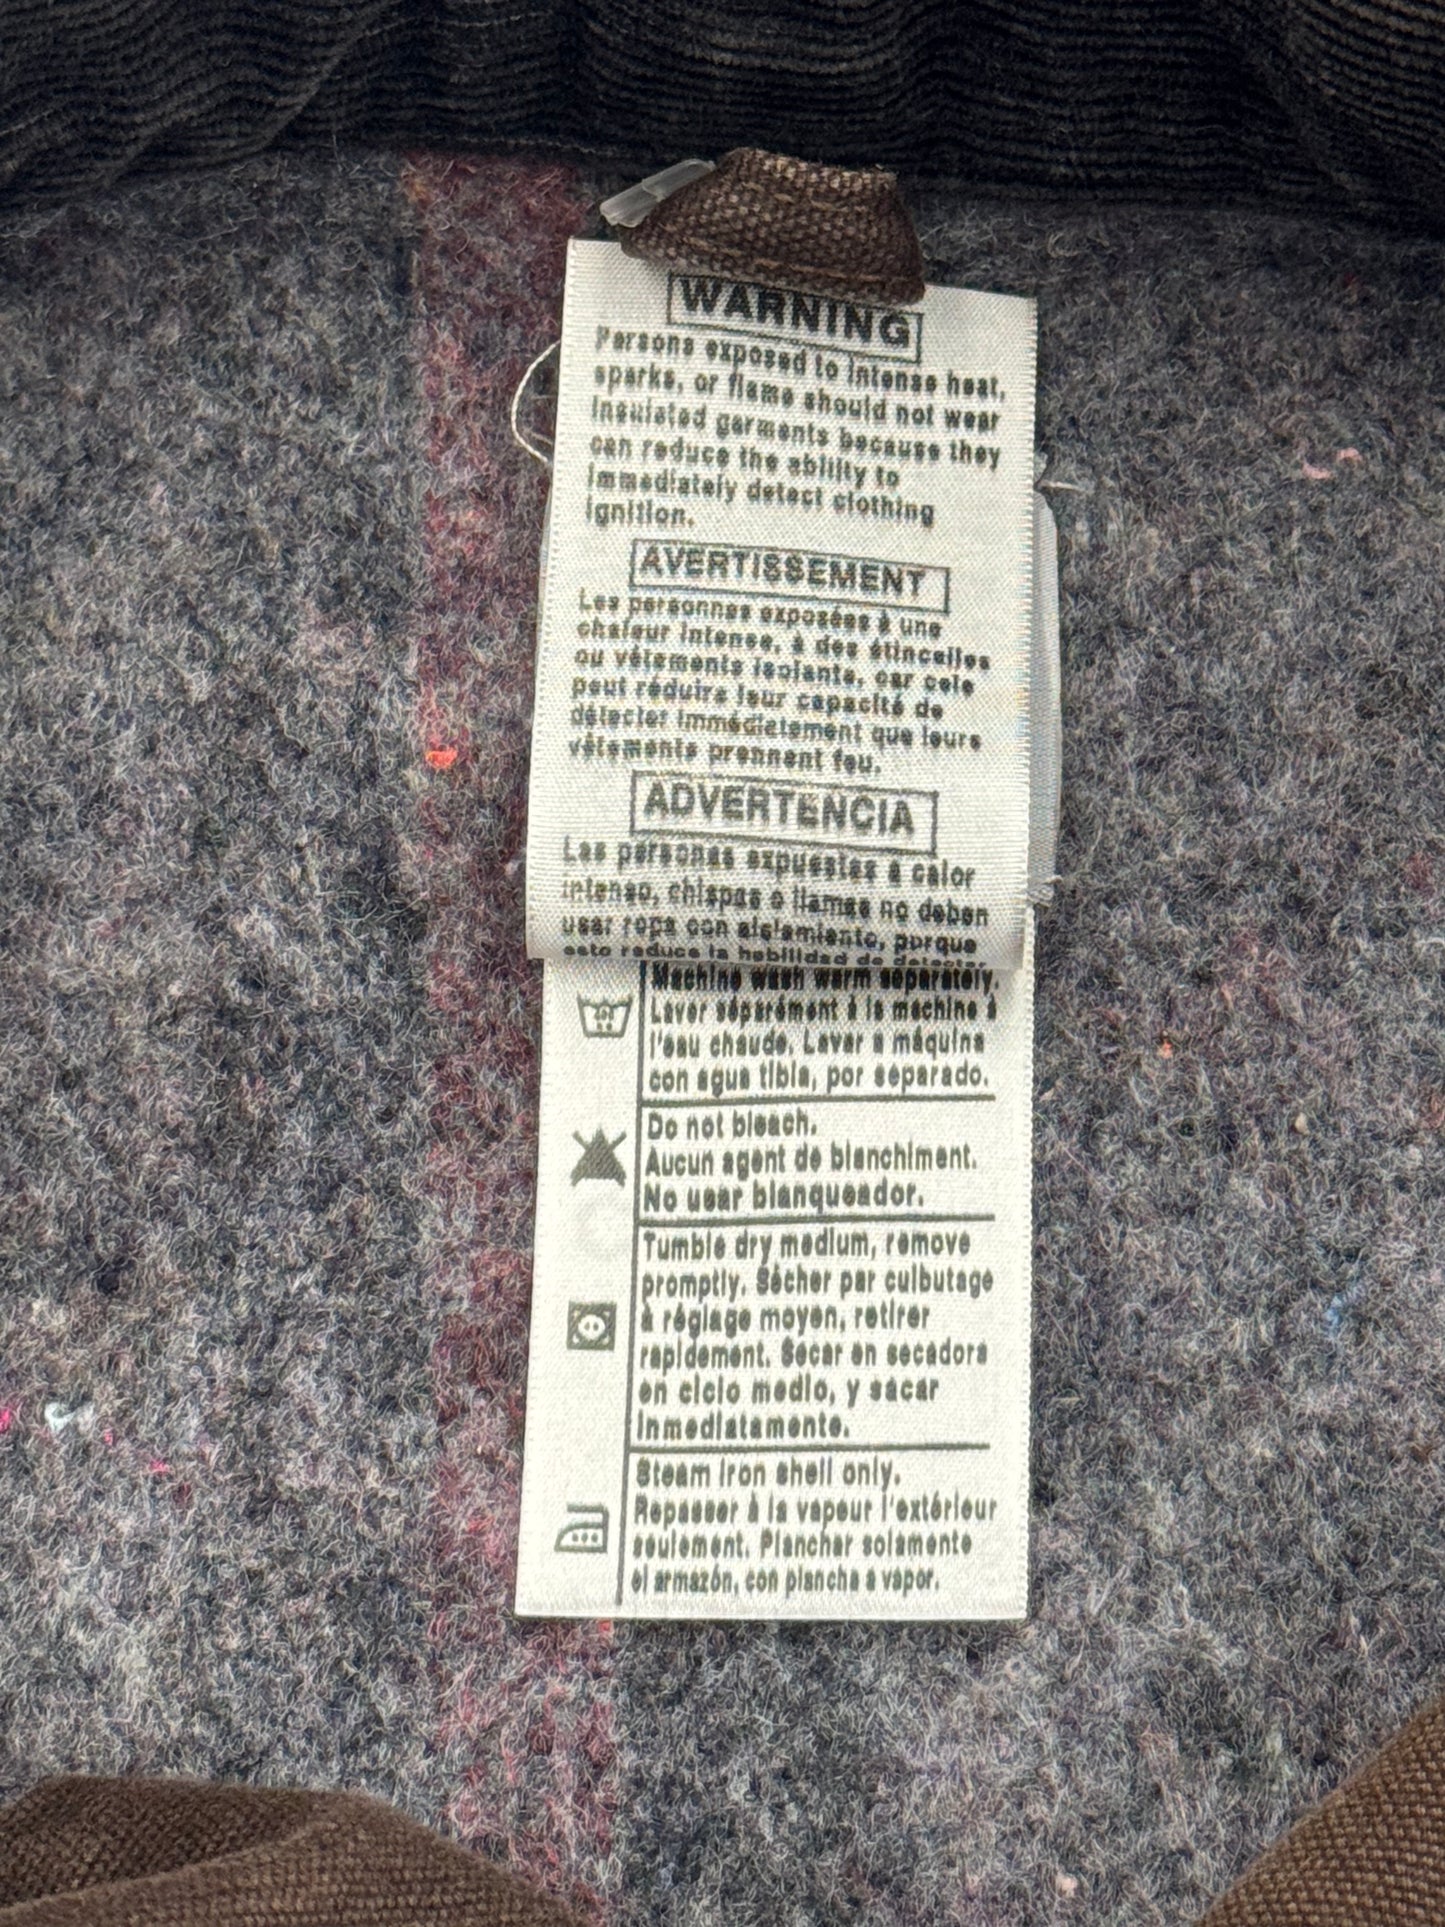 WARNING
Persons exposed to intense heat,
sparks, or flame should not wear
insulated garments because they
can reduce the ability to
immediately detect clothing
ignition.
AVERTISSEMENT
Les personnes exposées à une
chaleur intense, à des étincelles
ou vêtements isolants, car cela
peut réduire leur capacité de
détecter immédiatement que leurs
vêtements prennent feu.
ADVERTENCIA
Las personas expuestas a calor
intenso, chispas o llamas no deben
usar ropa con aislamiento, porque
esto reduce la habilidad de detectar
Machine wash warm separately.
Laver séparément à la machine à
l'eau chaude. Lavar a máquina
con agua tibia, por separado.
Do not bleach.
Aucun agent de blanchiment.
No usar blanqueador.
Tumble dry medium, remove
promptly. Sécher par culbutage
à réglage moyen, retirer
rapidement. Secar en secadora
en ciclo medio, y sacar
inmediatamente.
Steam iron shell only.
Repasser à la vapeur l'extérieur
seulement. Planchar solamente
el armazón, con plancha a vapor.